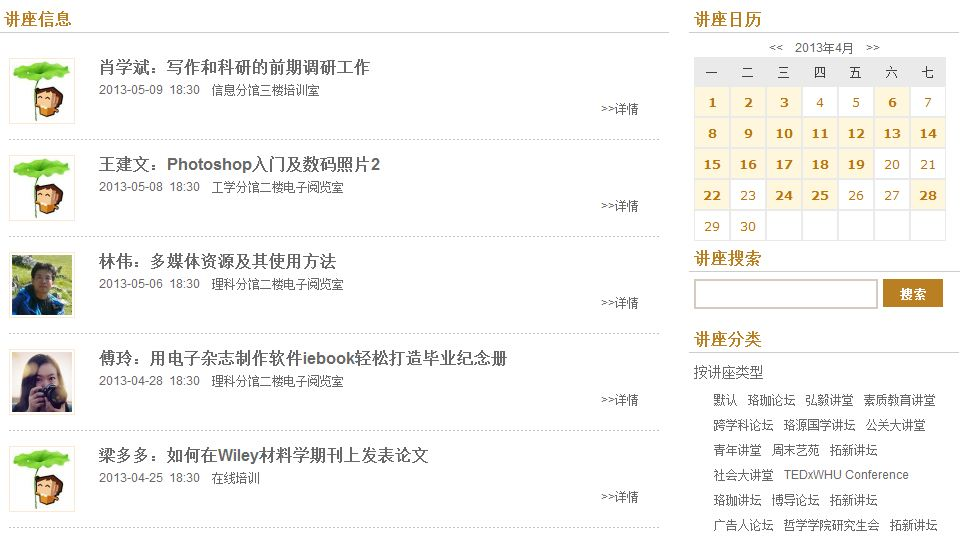 讲座信息
肖学斌：写作和科研的前期调研工作
2013-05-09 18:30 信息分馆三楼培训室
>>详情
王建文：Photoshop入门及数码照片2
2013-05-08 18:30 工学分馆二楼电子阅览室
>>详情
林伟：多媒体资源及其使用方法
2013-05-06 18:30 理科分馆二楼电子阅览室
>>详情
傅玲：用电子杂志制作软件iebook轻松打造毕业纪念册
2013-04-28 18:30 理科分馆二楼电子阅览室
>>详情
梁多多：如何在Wiley材料学期刊上发表论文
2013-04-25 18:30 在线培训
>>详情
讲座日历
<< 2013年4月 >>
一 二 三 四 五 六 七
1 2 3 4 5 6 7
8 9 10 11 12 13 14
15 16 17 18 19 20 21
22 23 24 25 26 27 28
29 30
讲座搜索
搜索
讲座分类
按讲座类型
默认 珞珈论坛 弘毅讲堂 素质教育讲堂
跨学科论坛 珞源国学讲坛 公关大讲堂
青年讲堂 周末艺苑 拓新讲坛
社会大讲堂 TEDxWHU Conference
珞珈讲坛 博导论坛 拓新讲坛
广告人论坛 哲学学院研究生会 拓新讲坛